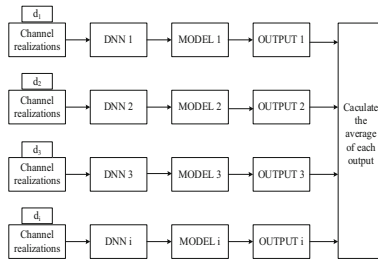 d1
Channel
realizations
DNN 1
MODEL 1
OUTPUT 1
d2
Channel
realizations
DNN 2
MODEL 2
OUTPUT 2
d3
Channel
realizations
DNN 3
MODEL 3
OUTPUT 3
di
Channel
realizations
DNN i
MODEL i
OUTPUT i
Caculate
the
average
of each
output